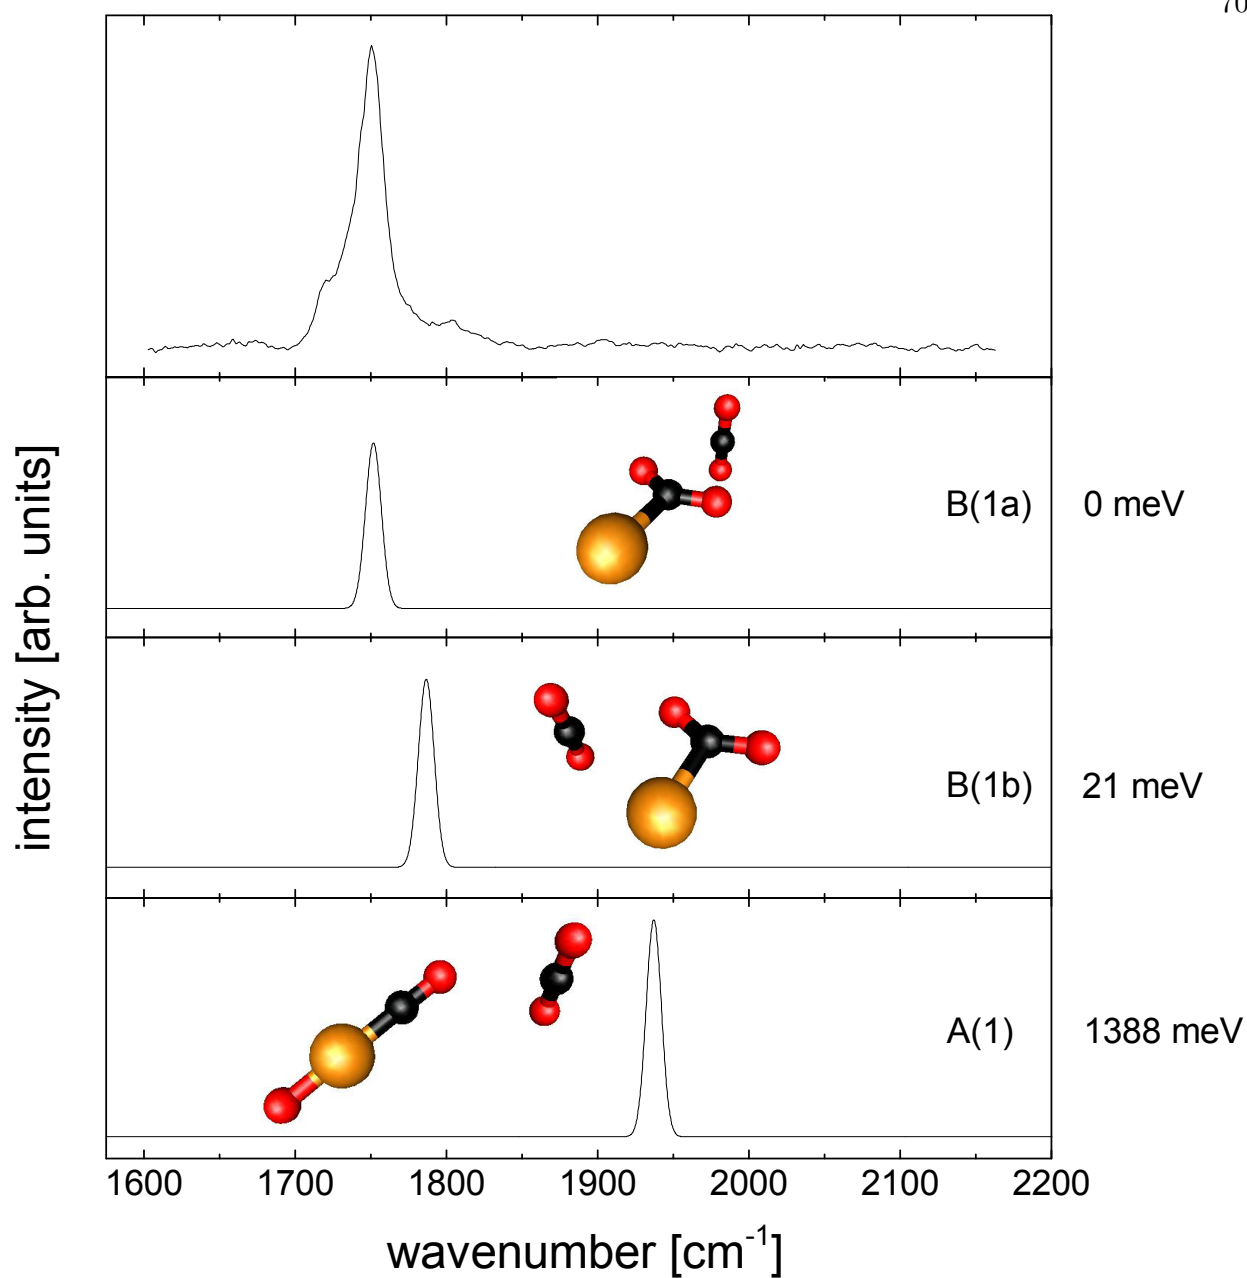 70
intensity [arb. units]
B(1a) 0 meV
B(1b) 21 meV
A(1) 1388 meV
1600 1700 1800 1900 2000 2100 2200
wavenumber [cm⁻¹]